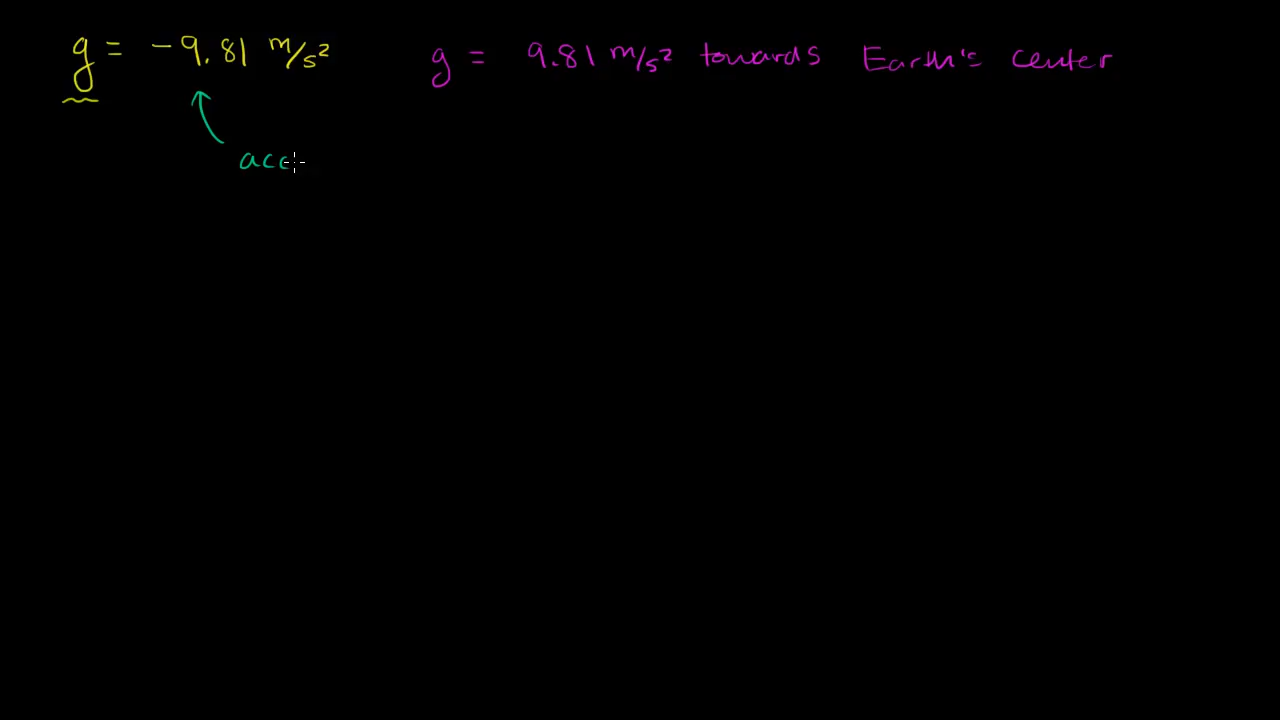 g = -9.81 m/s² g = 9.81 m/s² towards Earth's center
acc